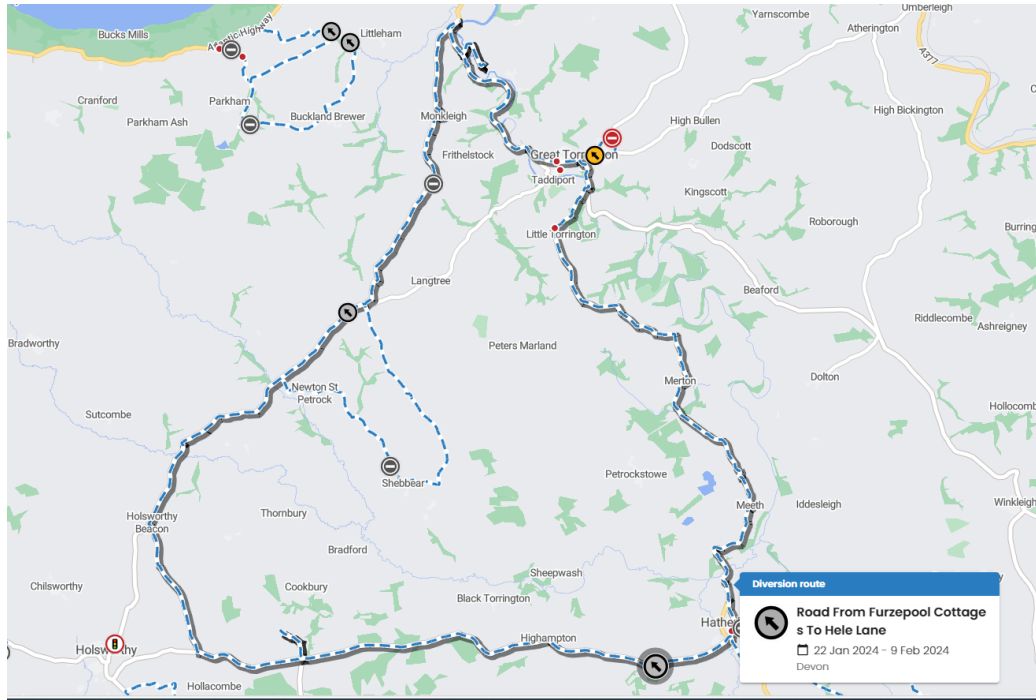 Umberleigh
Yarnscombe
Bucks Mills
Atlantic Highway
Littleham
Atherington
A377
Cranford
Parkham
High Bickington
Parkham Ash
Buckland Brewer
Monkleigh
High Bullen
Dodscott
Frithelstock
Great Torrington
Taddiport
Kingscott
Roborough
Burring
Little Torrington
Langtree
Beaford
Riddlecombe
Ashreigney
Bradworthy
Peters Marland
Dolton
Merton
Newton St
Petrock
Sutcombe
Hollocomb
Petrockstowe
Shebbear
Meeth
Iddesleigh
Winkleigh
Holsworthy
Beacon
Thornbury
Bradford
Sheepwash
Chilsworthy
Cookbury
Black Torrington
Highampton
Holsworthy
Hollacombe
Hathe
Diversion route
Road From Furzepool Cottage
s To Hele Lane
22 Jan 2024 - 9 Feb 2024
Devon